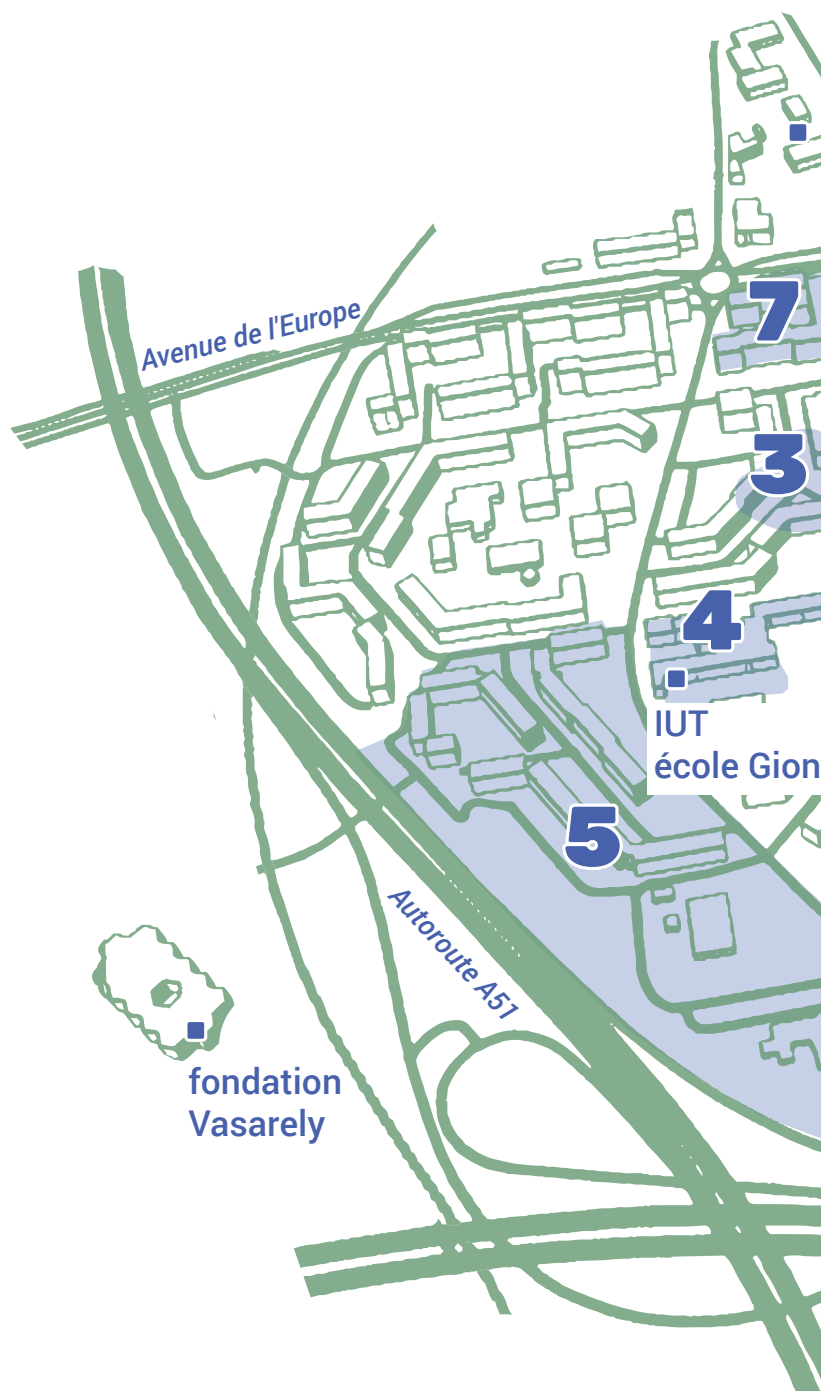 Avenue de l'Europe
7
3
4
IUT
école Gion
5
Autoroute A51
fondation
Vasarely